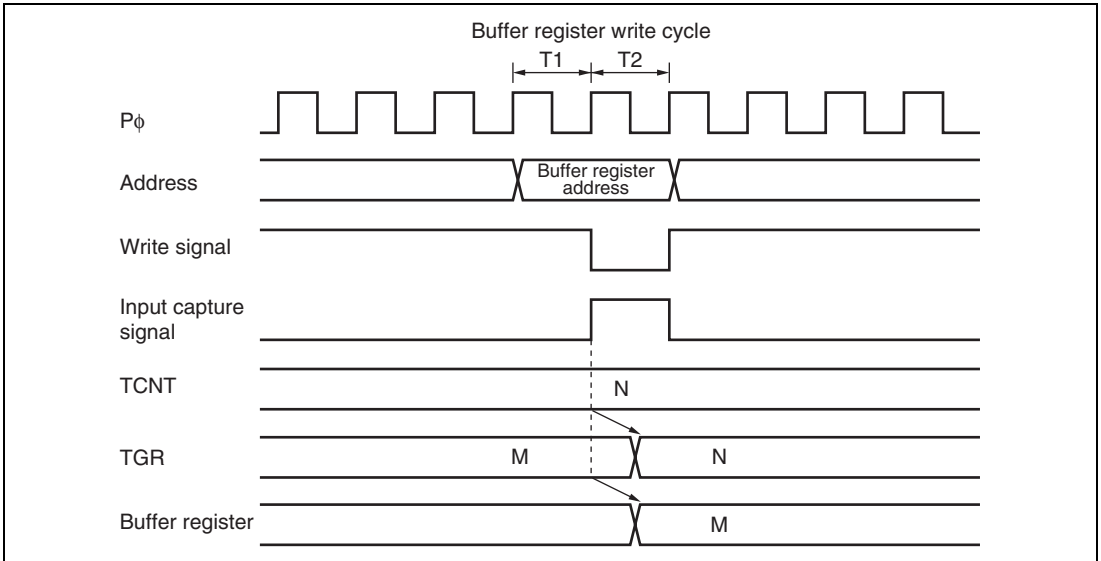 Buffer register write cycle
T1 T2
Pϕ
Address
Buffer register
address
Write signal
Input capture
signal
TCNT
N
TGR
M N
Buffer register
M